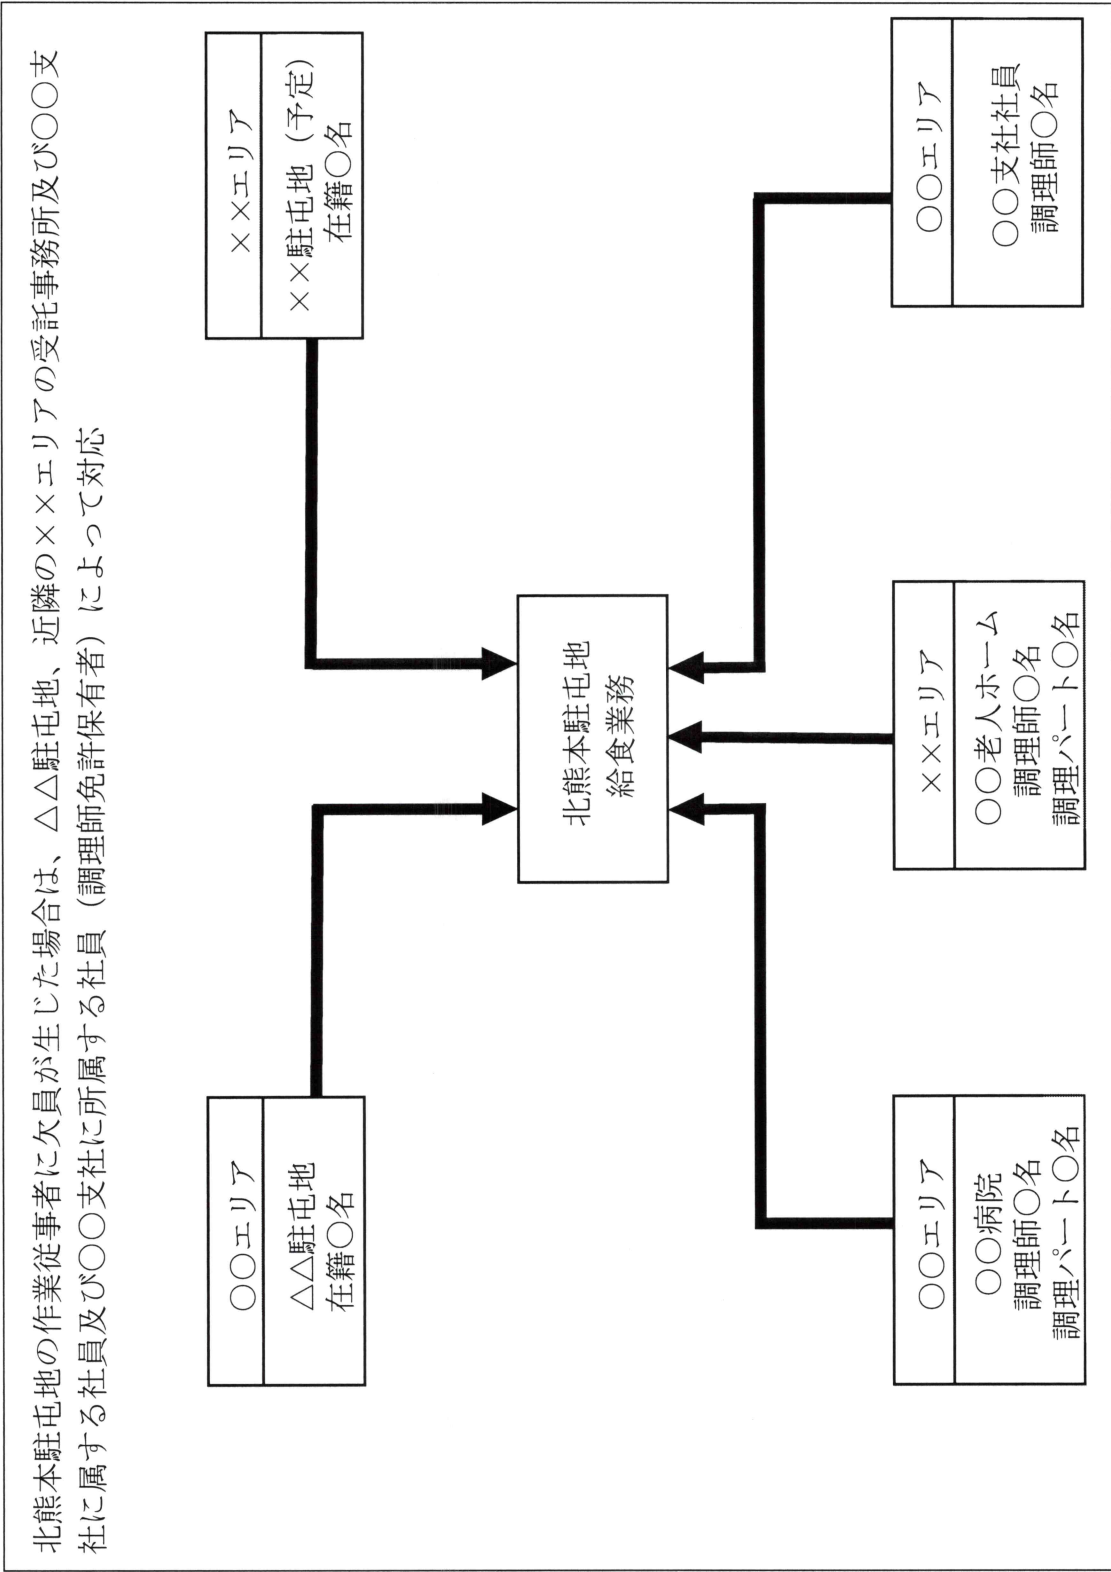 北熊本駐屯地の作業従事者に欠員が生じた場合は、△△駐屯地、近隣の××エリアの受託事務所及び〇〇支
社に属する社員及び〇〇支社に所属する社員（調理師免許保有者）によって対応
〇〇エリア
△△駐屯地
在籍〇名
××エリア
××駐屯地（予定）
在籍〇名
北熊本駐屯地
給食業務
〇〇エリア
〇〇病院
調理師〇名
調理パート〇名
××エリア
〇〇老人ホーム
調理師〇名
調理パート〇名
〇〇エリア
〇〇支社社員
調理師〇名